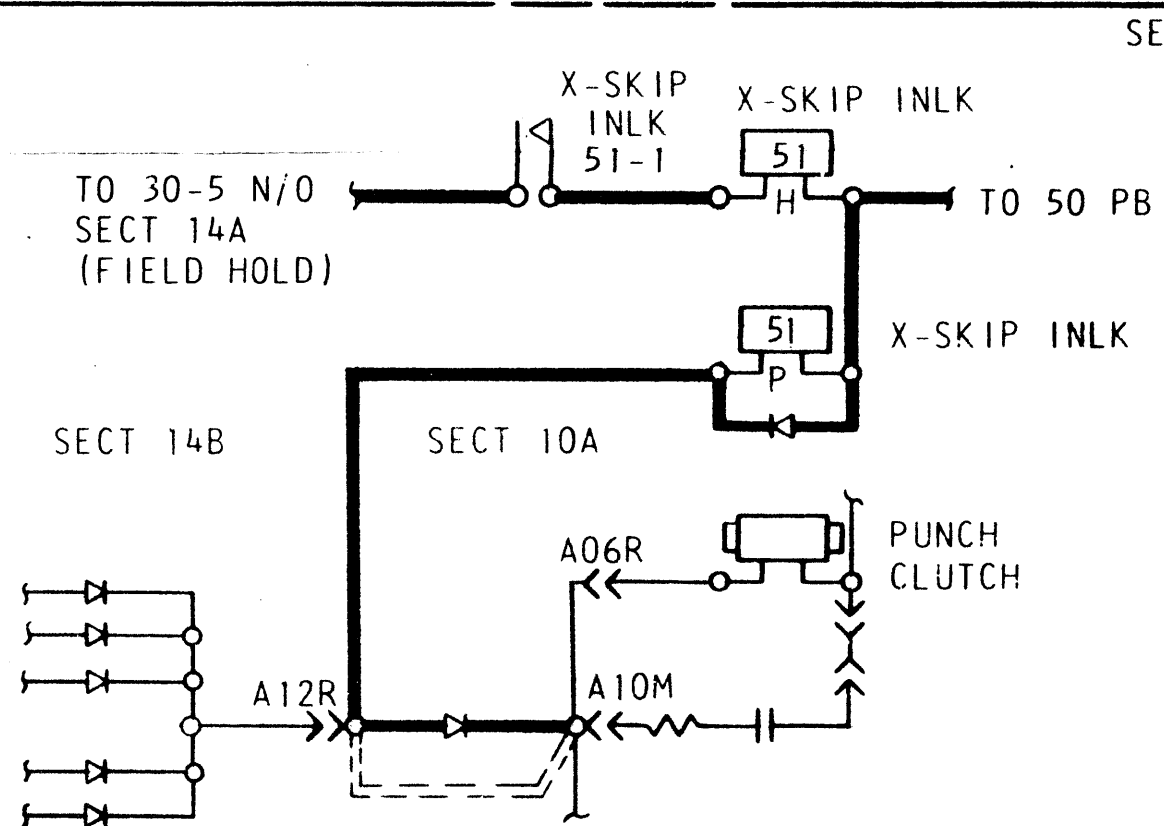 SE
X-SKIP
INLK
51-1
X-SKIP INLK
51
H
TO 30-5 N/O
SECT 14A
(FIELD HOLD)
TO 50 PB
51
P
X-SKIP INLK
SECT 14B
SECT 10A
A06R
PUNCH
CLUTCH
A12R
A10M